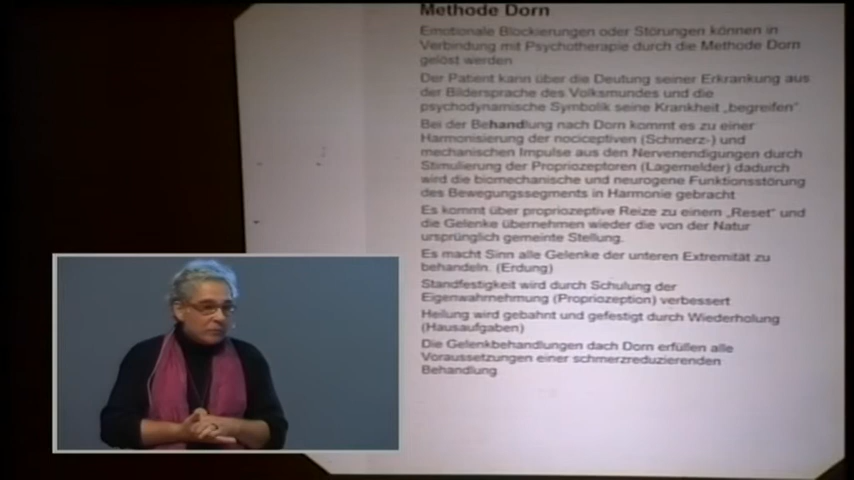 Methode Dorn
Emotionale Blockierungen oder Störungen können in
Verbindung mit Psychotherapie durch die Methode Dorn
gelöst werden
Der Patient kann über die Deutung seiner Erkrankung aus
der Bildersprache des Volksmundes und die
psychodynamische Symbolik seine Krankheit „begreifen"
Bei der Behandlung nach Dorn kommt es zu einer
Harmonisierung der nociceptiven (Schmerz-) und
mechanischen Impulse aus den Nervenendigungen durch
Stimulierung der Propriozeptoren (Lagemelder) dadurch
wird die biomechanische und neurogene Funktionsstörung
des Bewegungssegments in Harmonie gebracht
Es kommt über propriozeptive Reize zu einem „Reset" und
die Gelenke übernehmen wieder die von der Natur
ursprünglich gemeinte Stellung.
Es macht Sinn alle Gelenke der unteren Extremität zu
behandeln. (Erdung)
Standfestigkeit wird durch Schulung der
Eigenwahrnehmung (Propriozeption) verbessert
Heilung wird gebahnt und gefestigt durch Wiederholung
(Hausaufgaben)
Die Gelenkbehandlungen dach Dorn erfüllen alle
Voraussetzungen einer schmerzreduzierenden
Behandlung